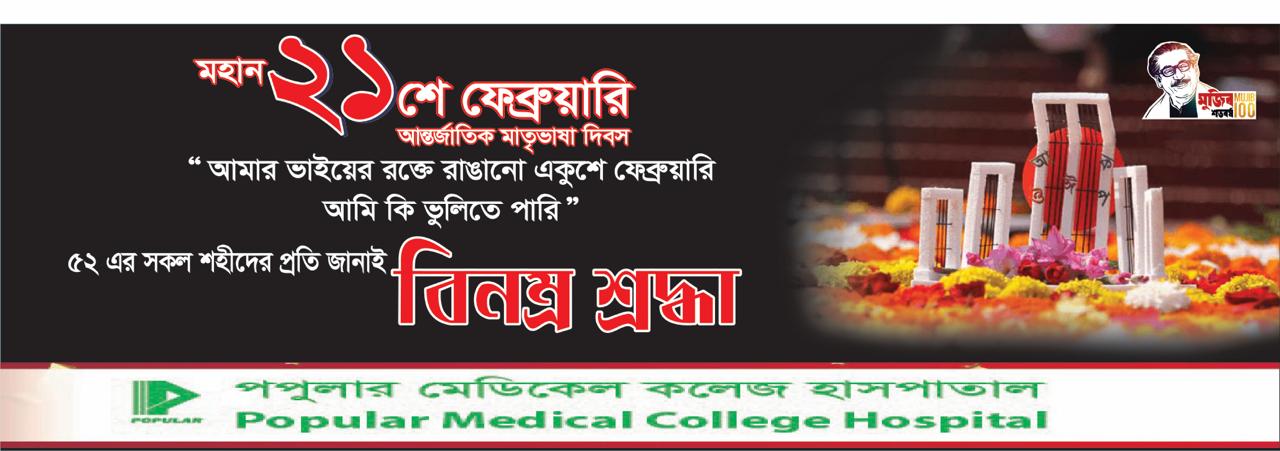 মহান ২১শে ফেব্রুয়ারি
আন্তর্জাতিক মাতৃভাষা দিবস
“ আমার ভাইয়ের রক্তে রাঙানো একুশে ফেব্রুয়ারি
আমি কি ভুলিতে পারি ”
৫২ এর সকল শহীদের প্রতি জানাই বিনম্র শ্রদ্ধা
মুজিব
শতবর্ষ
MUJIB
100
আ ক
ও ঈ প
POPULAR
পপুলার মেডিকেল কলেজ হাসপাতাল
Popular Medical College Hospital